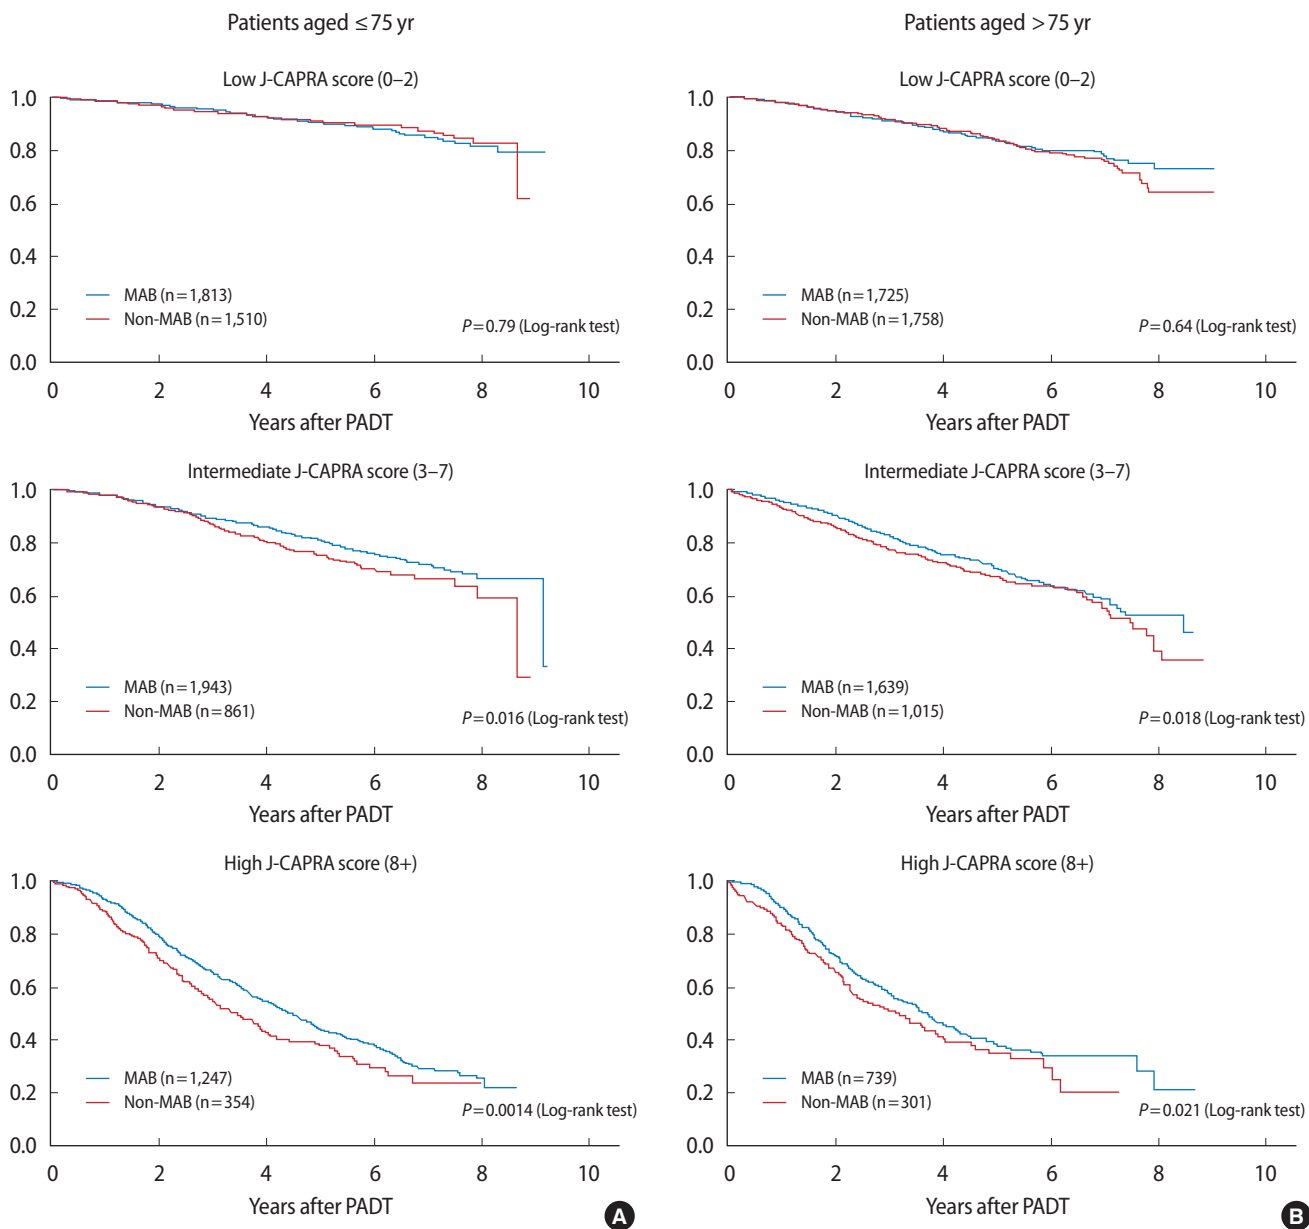 Patients aged ≤75 yr
Low J-CAPRA score (0–2)
1.0
0.8
0.6
0.4
0.2
0.0
MAB (n=1,813)
Non-MAB (n=1,510)
P=0.79 (Log-rank test)
0 2 4 6 8 10
Years after PADT
Intermediate J-CAPRA score (3–7)
1.0
0.8
0.6
0.4
0.2
0.0
MAB (n=1,943)
Non-MAB (n=861)
P=0.016 (Log-rank test)
0 2 4 6 8 10
Years after PADT
High J-CAPRA score (8+)
1.0
0.8
0.6
0.4
0.2
0.0
MAB (n=1,247)
Non-MAB (n=354)
P=0.0014 (Log-rank test)
0 2 4 6 8 10
Years after PADT
A
Patients aged >75 yr
Low J-CAPRA score (0–2)
1.0
0.8
0.6
0.4
0.2
0.0
MAB (n=1,725)
Non-MAB (n=1,758)
P=0.64 (Log-rank test)
0 2 4 6 8 10
Years after PADT
Intermediate J-CAPRA score (3–7)
1.0
0.8
0.6
0.4
0.2
0.0
MAB (n=1,639)
Non-MAB (n=1,015)
P=0.018 (Log-rank test)
0 2 4 6 8 10
Years after PADT
High J-CAPRA score (8+)
1.0
0.8
0.6
0.4
0.2
0.0
MAB (n=739)
Non-MAB (n=301)
P=0.021 (Log-rank test)
0 2 4 6 8 10
Years after PADT
B